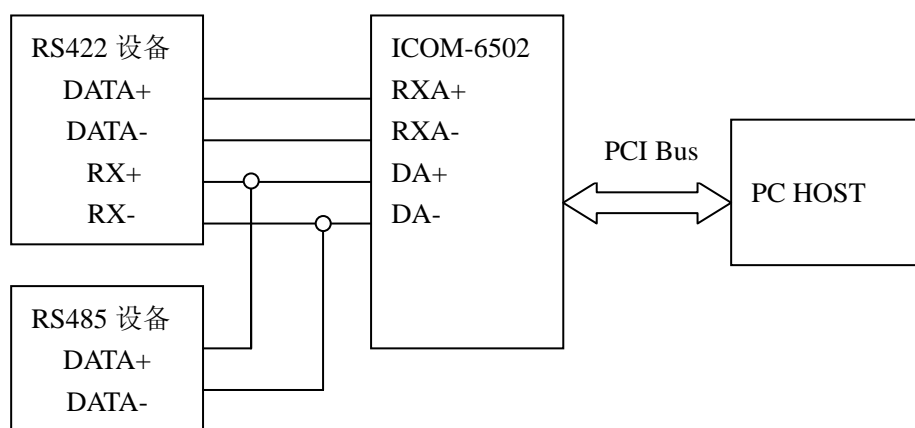 RS422 设备
DATA+
DATA-
RX+
RX-
ICOM-6502
RXA+
RXA-
DA+
DA-
PCI Bus
PC HOST
RS485 设备
DATA+
DATA-